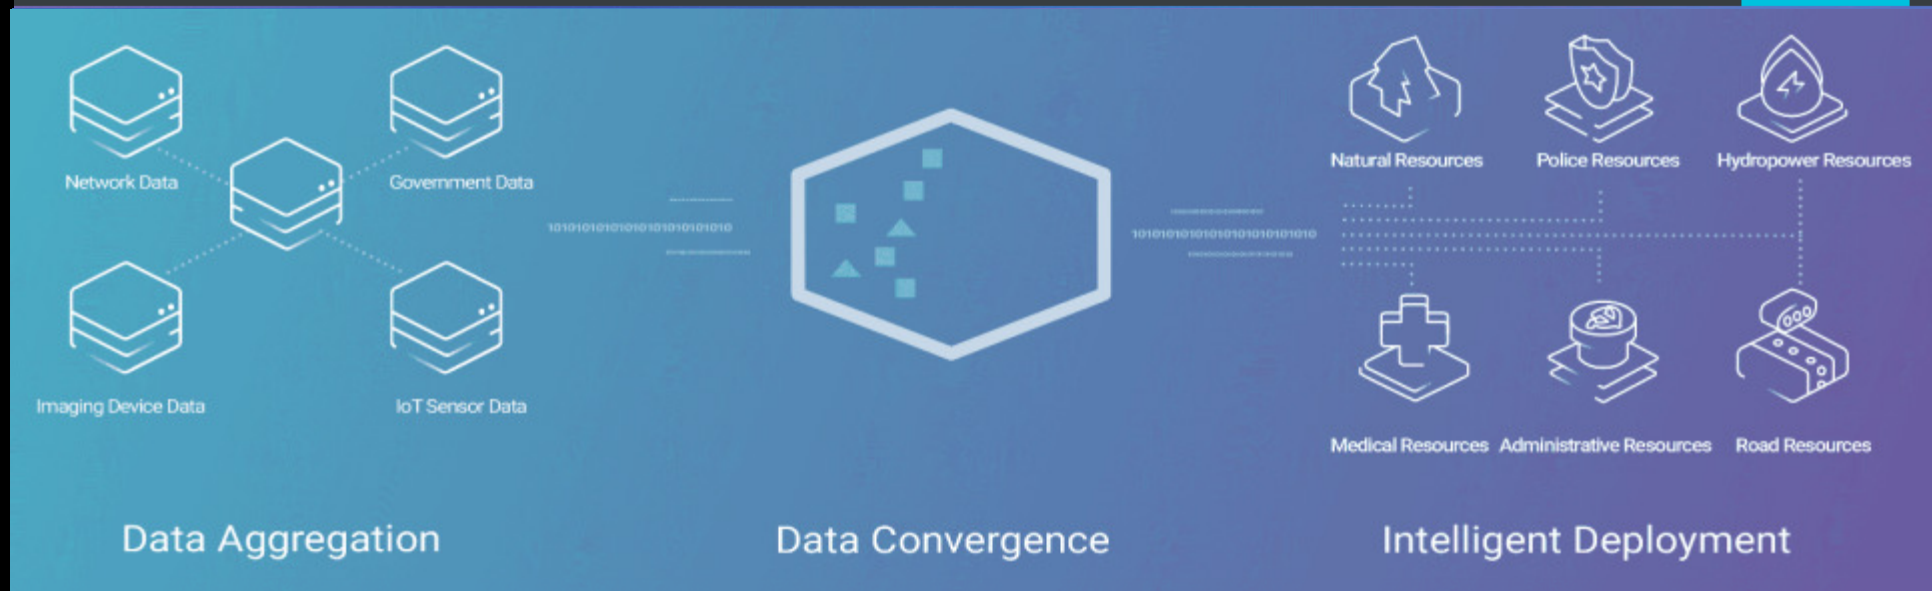 Network Data
Government Data
Imaging Device Data
IoT Sensor Data
Data Aggregation
Data Convergence
Natural Resources
Police Resources
Hydropower Resources
Medical Resources
Administrative Resources
Road Resources
Intelligent Deployment